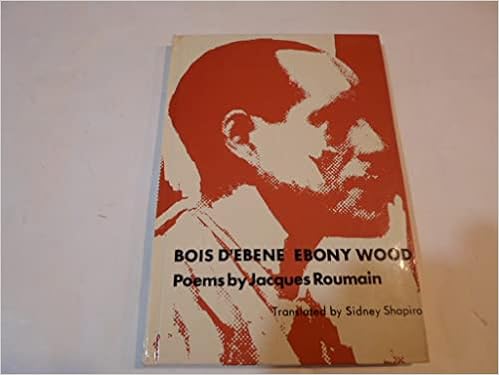 BOIS D'EBENE EBONY WOOD
Poems by Jacques Roumain
Translated by Sidney Shapiro